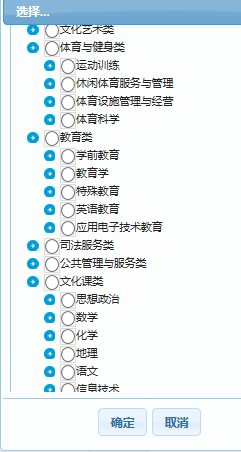 选择...
文化艺术类
体育与健身类
运动训练
休闲体育服务与管理
体育设施管理与经营
体育科学
教育类
学前教育
教育学
特殊教育
英语教育
应用电子技术教育
司法服务类
公共管理与服务类
文化课类
思想政治
数学
化学
地理
语文
信息技术
确定 取消